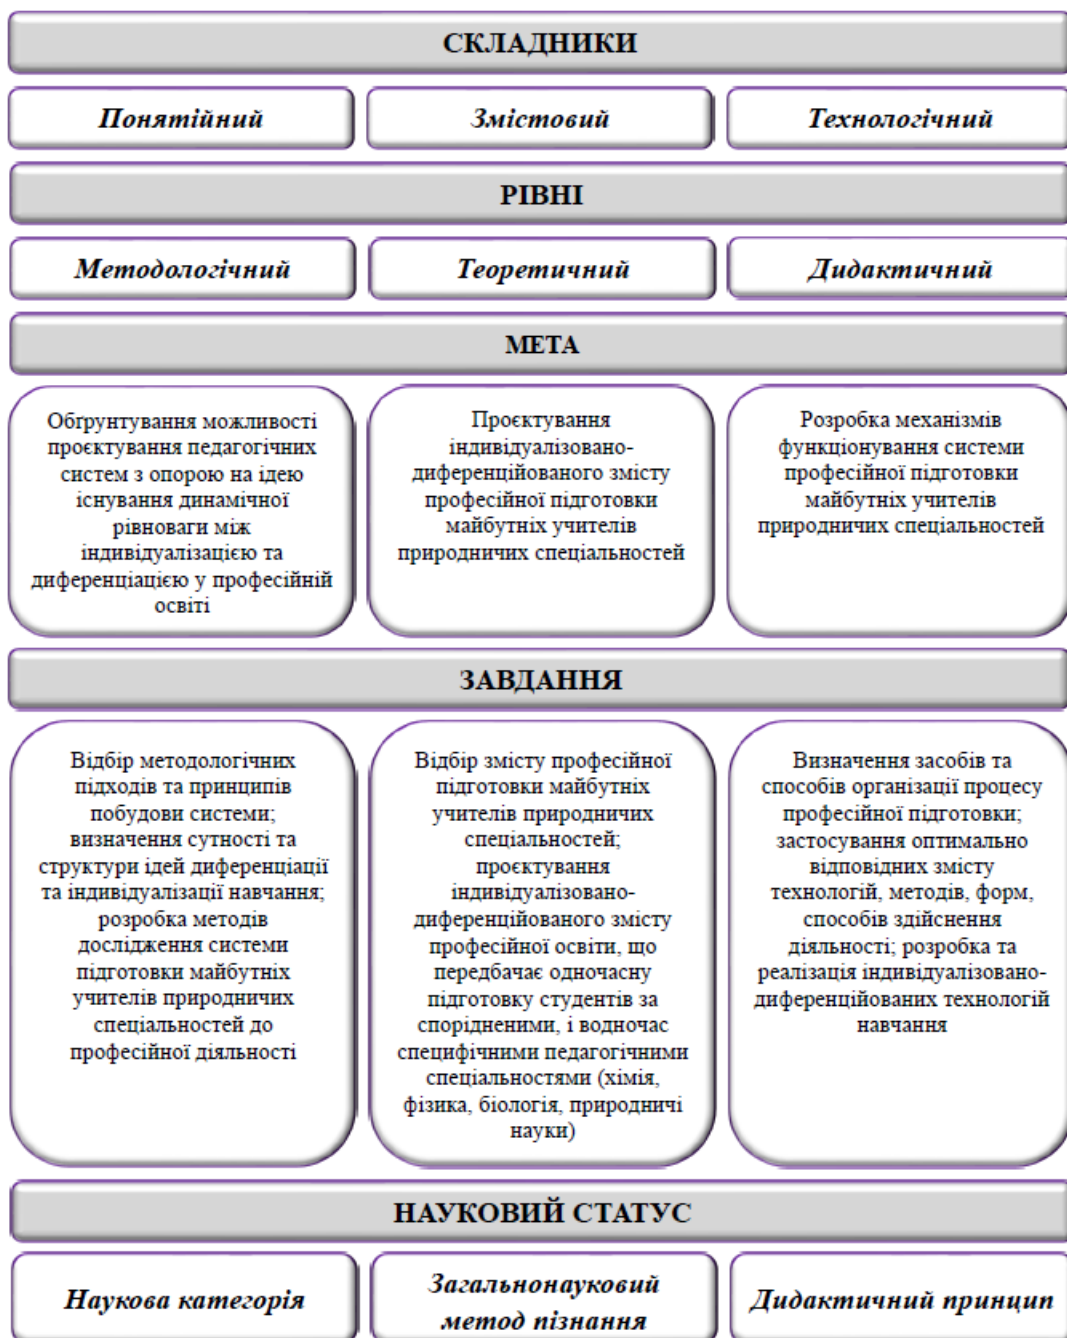 СКЛАДНИКИ
Понятійний
Змістовий
Технологічний
РІВНІ
Методологічний
Теоретичний
Дидактичний
МЕТА
Обґрунтування можливості
проєктування педагогічних
систем з опорою на ідею
існування динамічної
рівноваги між
індивідуалізацією та
диференціацією у професійній
освіті
Проєктування
індивідуалізовано-
диференційованого змісту
професійної підготовки
майбутніх учителів
природничих спеціальностей
Розробка механізмів
функціонування системи
професійної підготовки
майбутніх учителів
природничих спеціальностей
ЗАВДАННЯ
Відбір методологічних
підходів та принципів
побудови системи;
визначення сутності та
структури ідей диференціації
та індивідуалізації навчання;
розробка методів
дослідження системи
підготовки майбутніх
учителів природничих
спеціальностей до
професійної діяльності
Відбір змісту професійної
підготовки майбутніх
учителів природничих
спеціальностей;
проєктування
індивідуалізовано-
диференційованого змісту
професійної освіти, що
передбачає одночасну
підготовку студентів за
спорідненими, і водночас
специфічними педагогічними
спеціальностями (хімія,
фізика, біологія, природничі
науки)
Визначення засобів та
способів організації процесу
професійної підготовки;
застосування оптимально
відповідних змісту
технологій, методів, форм,
способів здійснення
діяльності; розробка та
реалізація індивідуалізовано-
диференційованих технологій
навчання
НАУКОВИЙ СТАТУС
Наукова категорія
Загальнонауковий
метод пізнання
Дидактичний принцип